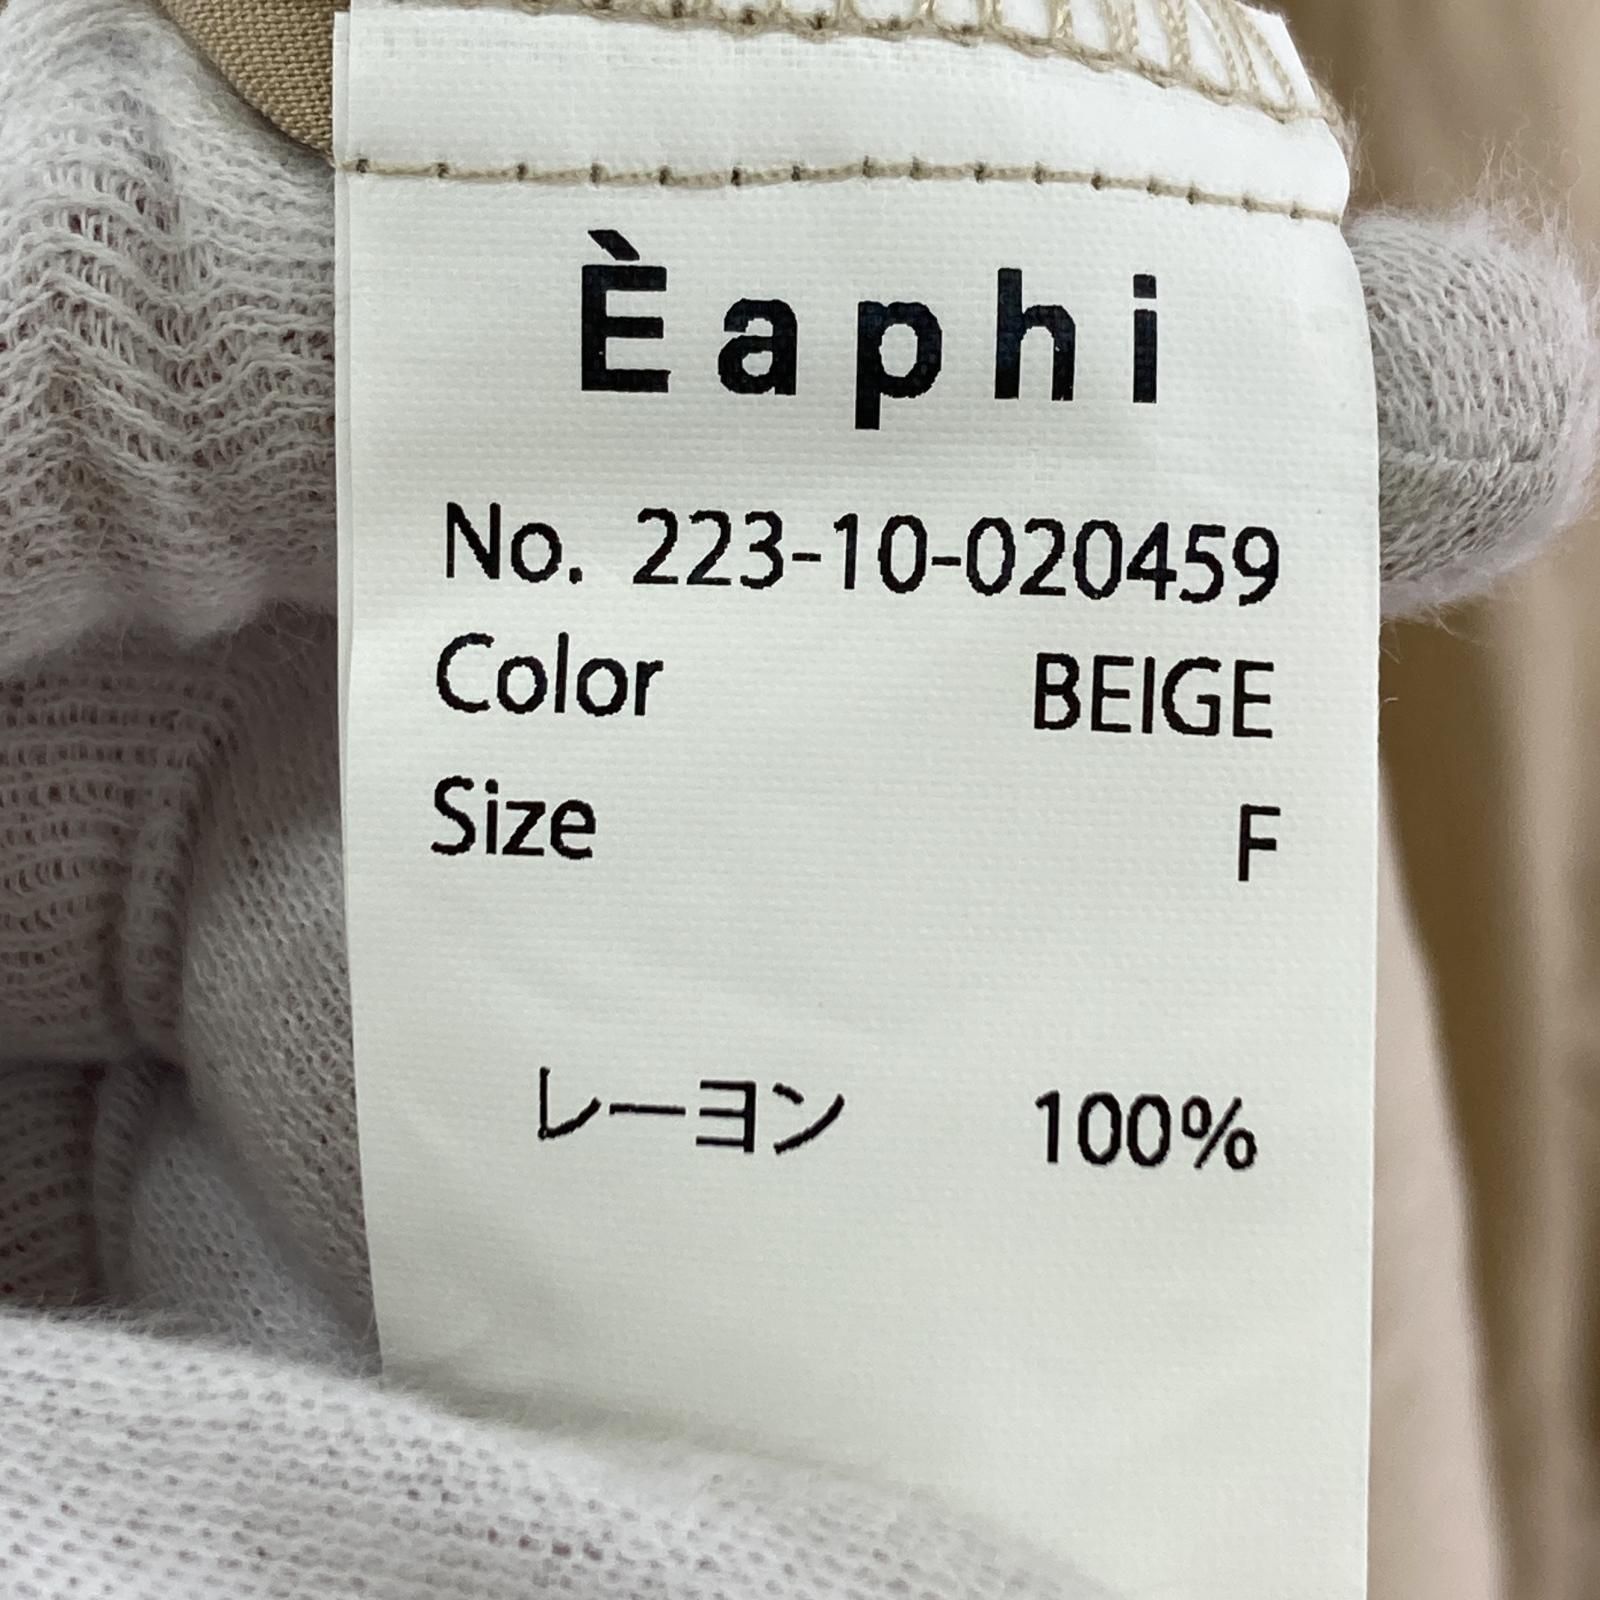 Èaphi
No. 223-10-020459
Color BEIGE
Size F
レーヨン 100%